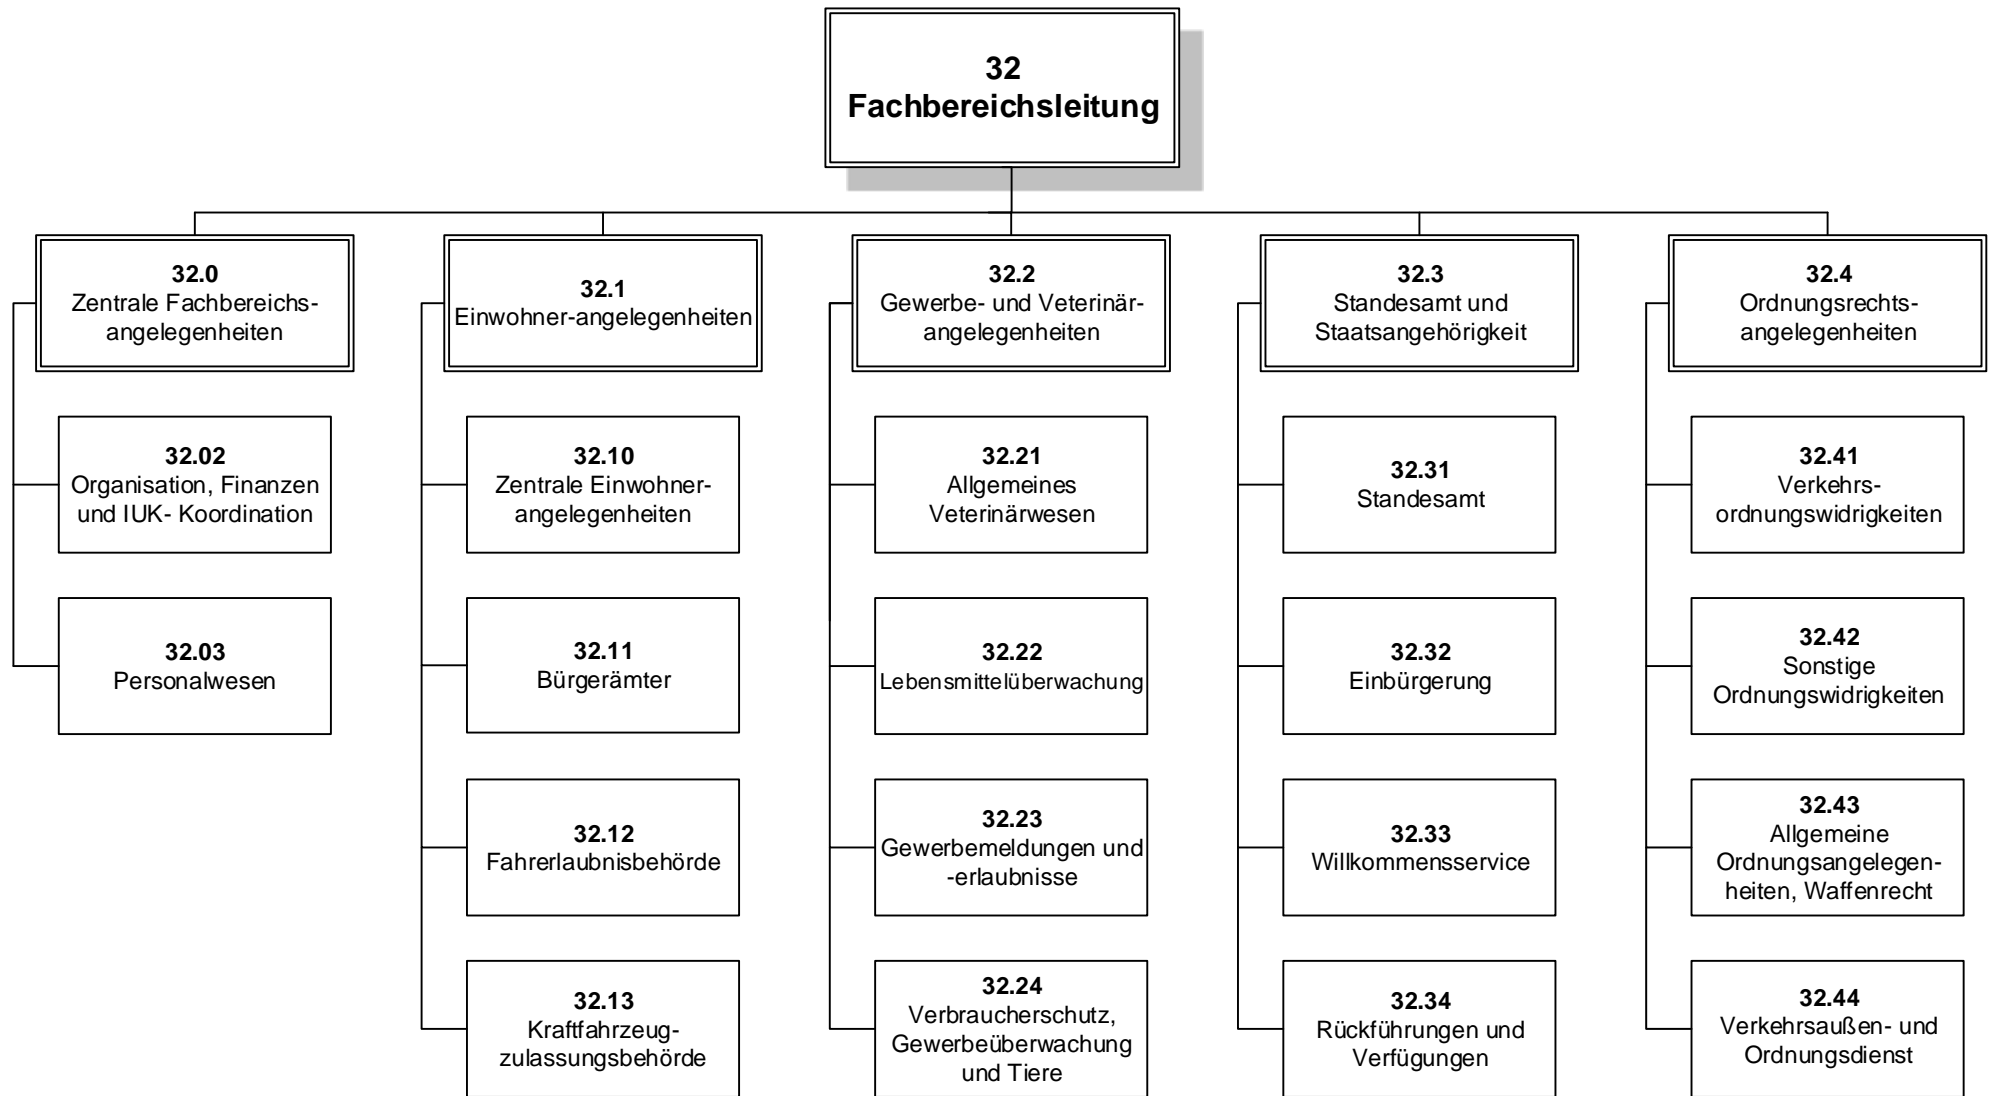 32
Fachbereichsleitung
32.0
Zentrale Fachbereichs-
angelegenheiten
32.02
Organisation, Finanzen
und IUK- Koordination
32.03
Personalwesen
32.1
Einwohner-angelegenheiten
32.10
Zentrale Einwohner-
angelegenheiten
32.11
Bürgerämter
32.12
Fahrerlaubnisbehörde
32.13
Kraftfahrzeug-
zulassungsbehörde
32.2
Gewerbe- und Veterinär-
angelegenheiten
32.21
Allgemeines
Veterinärwesen
32.22
Lebensmittelüberwachung
32.23
Gewerbemeldungen und
-erlaubnisse
32.24
Verbraucherschutz,
Gewerbeüberwachung
und Tiere
32.3
Standesamt und
Staatsangehörigkeit
32.31
Standesamt
32.32
Einbürgerung
32.33
Willkommensservice
32.34
Rückführungen und
Verfügungen
32.4
Ordnungsrechts-
angelegenheiten
32.41
Verkehrs-
ordnungswidrigkeiten
32.42
Sonstige
Ordnungswidrigkeiten
32.43
Allgemeine
Ordnungsangelegen-
heiten, Waffenrecht
32.44
Verkehrsaußen- und
Ordnungsdienst